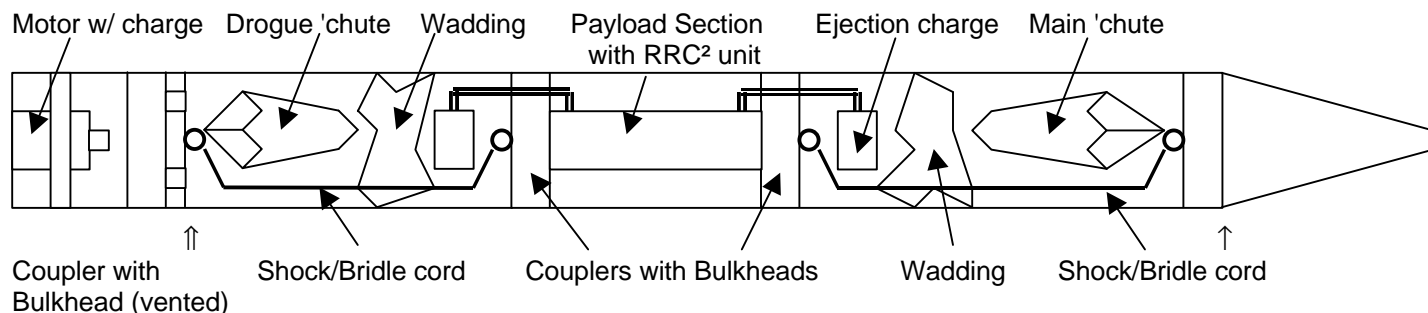 Motor w/ charge
Drogue 'chute
Wadding
Payload Section
with RRC² unit
Ejection charge
Main 'chute
⇑
↑
Coupler with
Bulkhead (vented)
Shock/Bridle cord
Couplers with Bulkheads
Wadding
Shock/Bridle cord